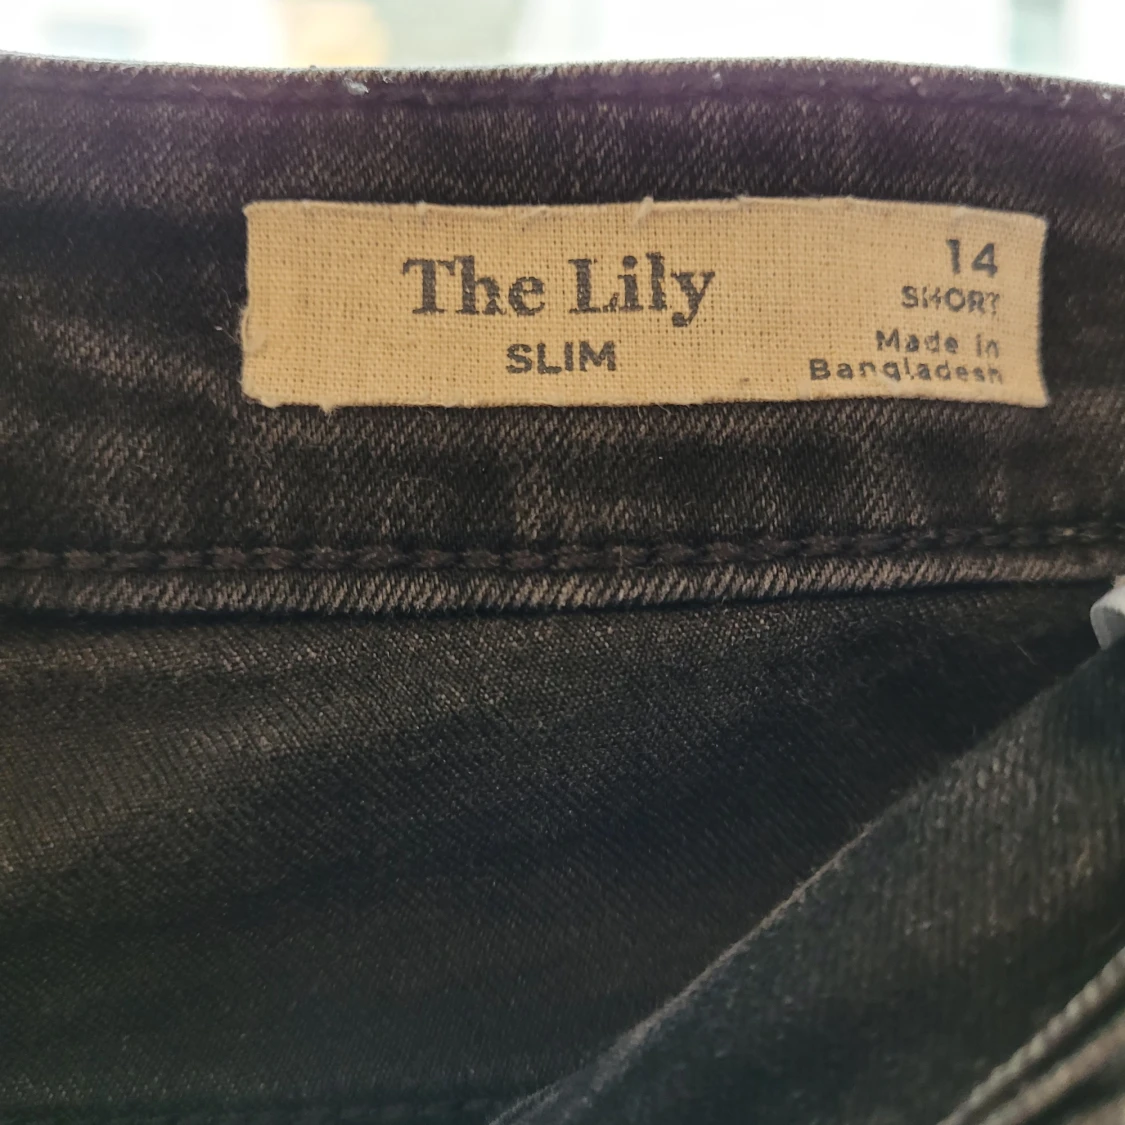 The Lily
SLIM
14
SHORT
Made in
Bangladesh